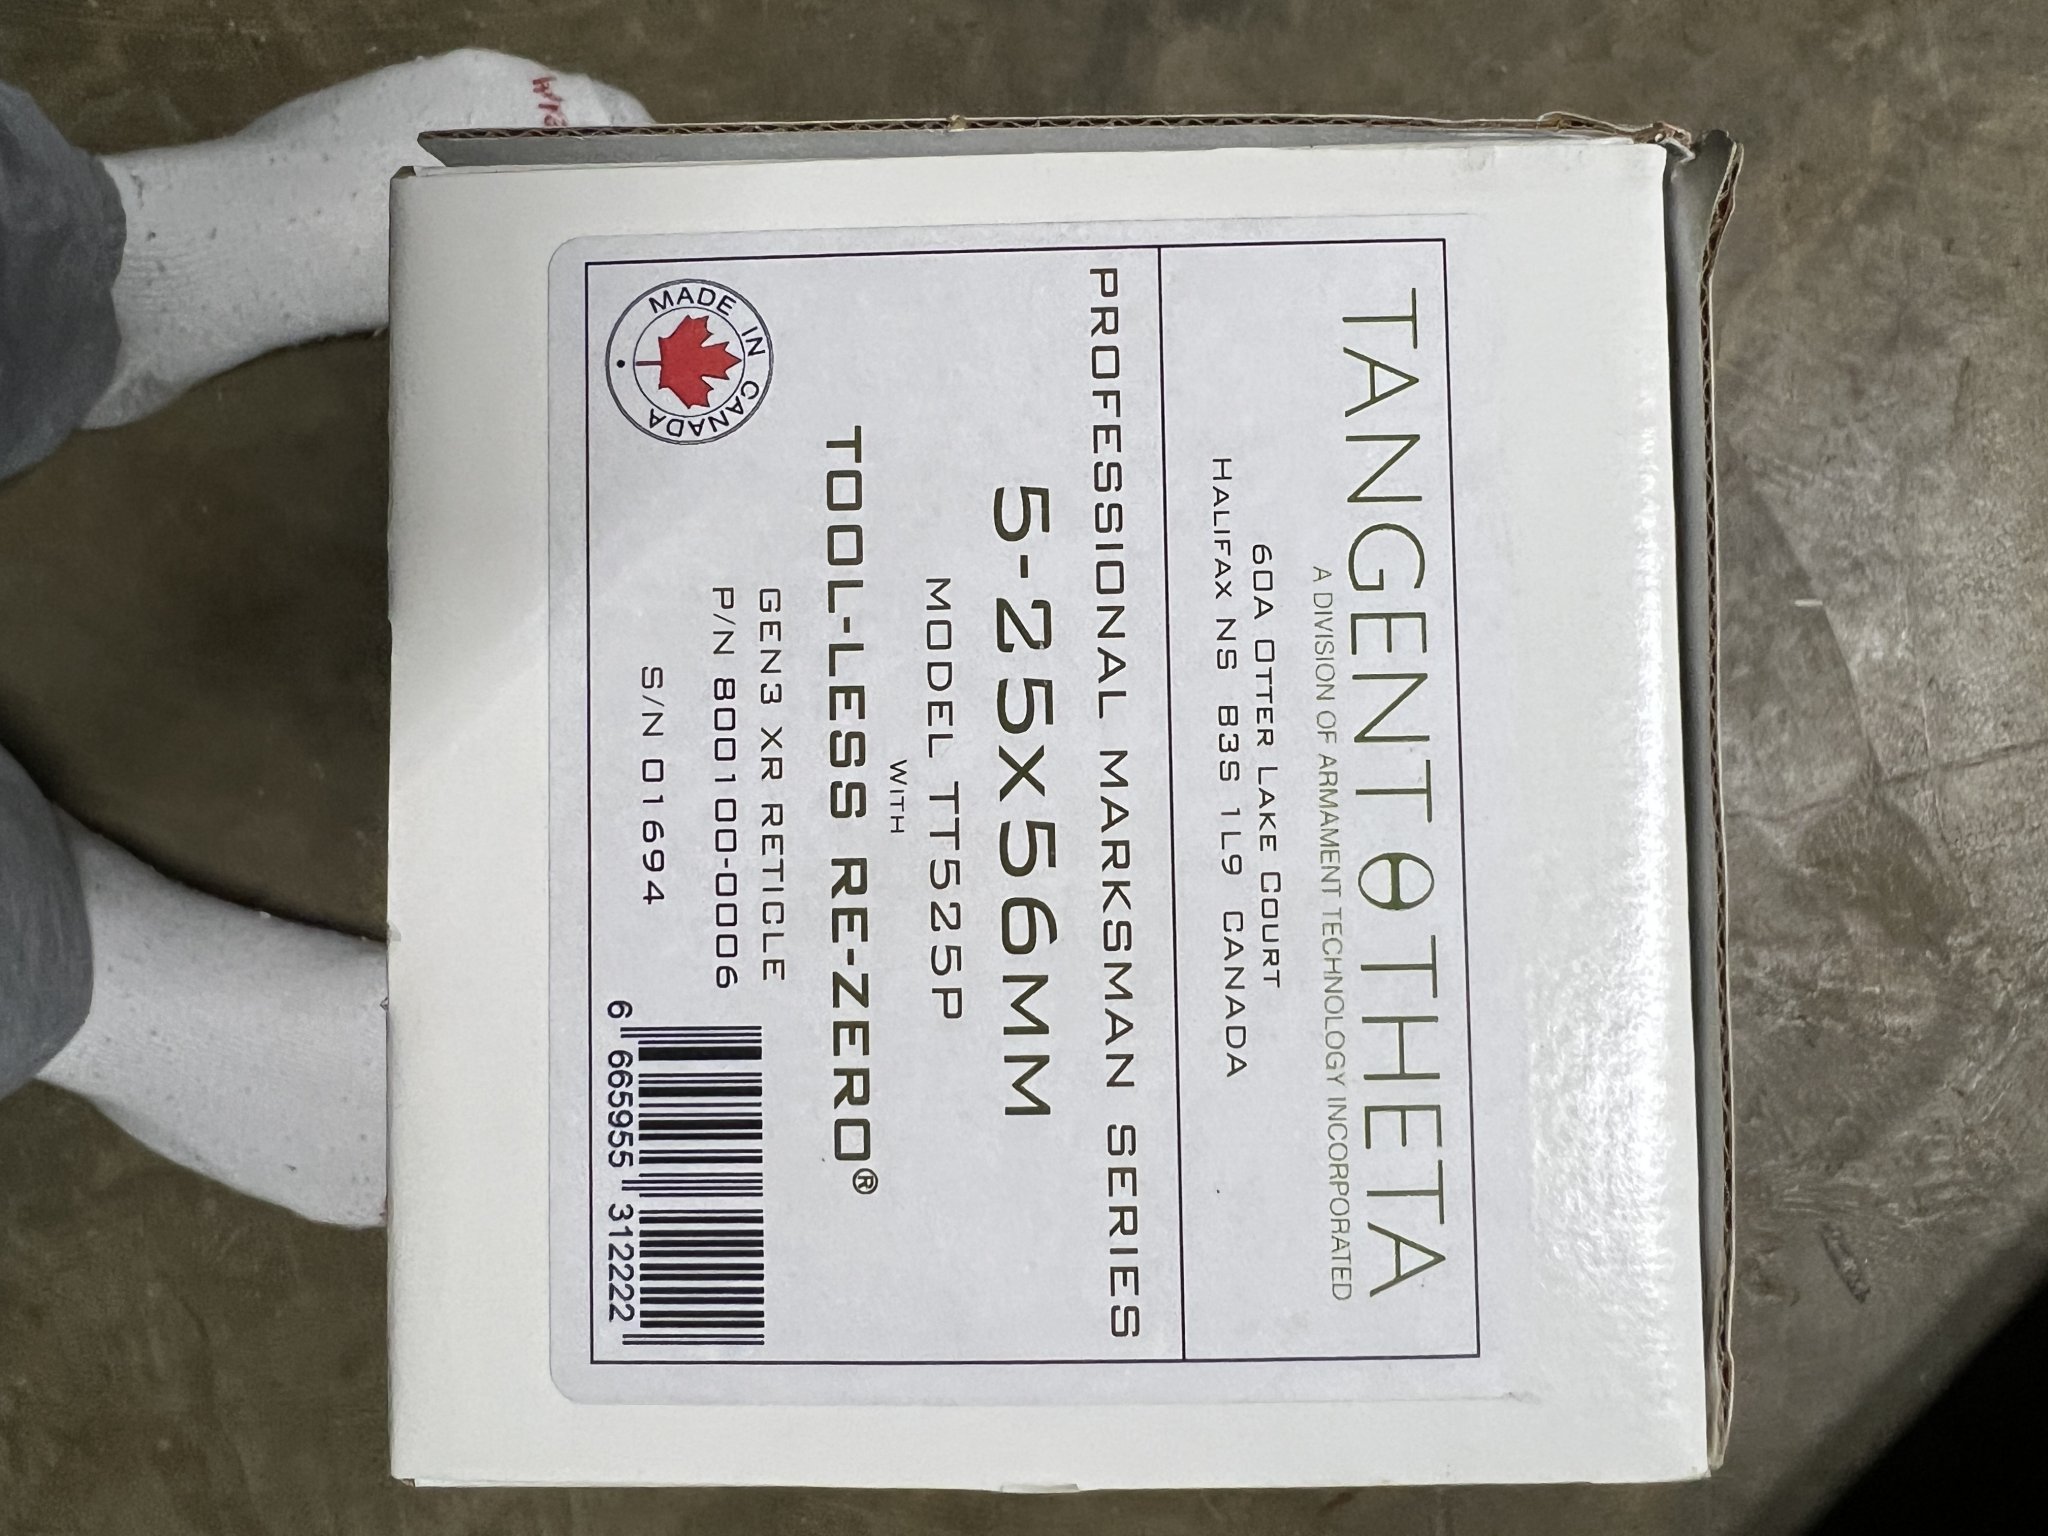 TANGENT θ THETA
A DIVISION OF ARMAMENT TECHNOLOGY INCORPORATED
60A OTTER LAKE COURT
HALIFAX NS B3S 1L9 CANADA
PROFESSIONAL MARKSMAN SERIES
5-25X56MM
MODEL TT525P
WITH
TOOL-LESS RE-ZERO®
GEN3 XR RETICLE
P/N 800100-0006
S/N 01694
MADE IN CANADA
6 665955 312222